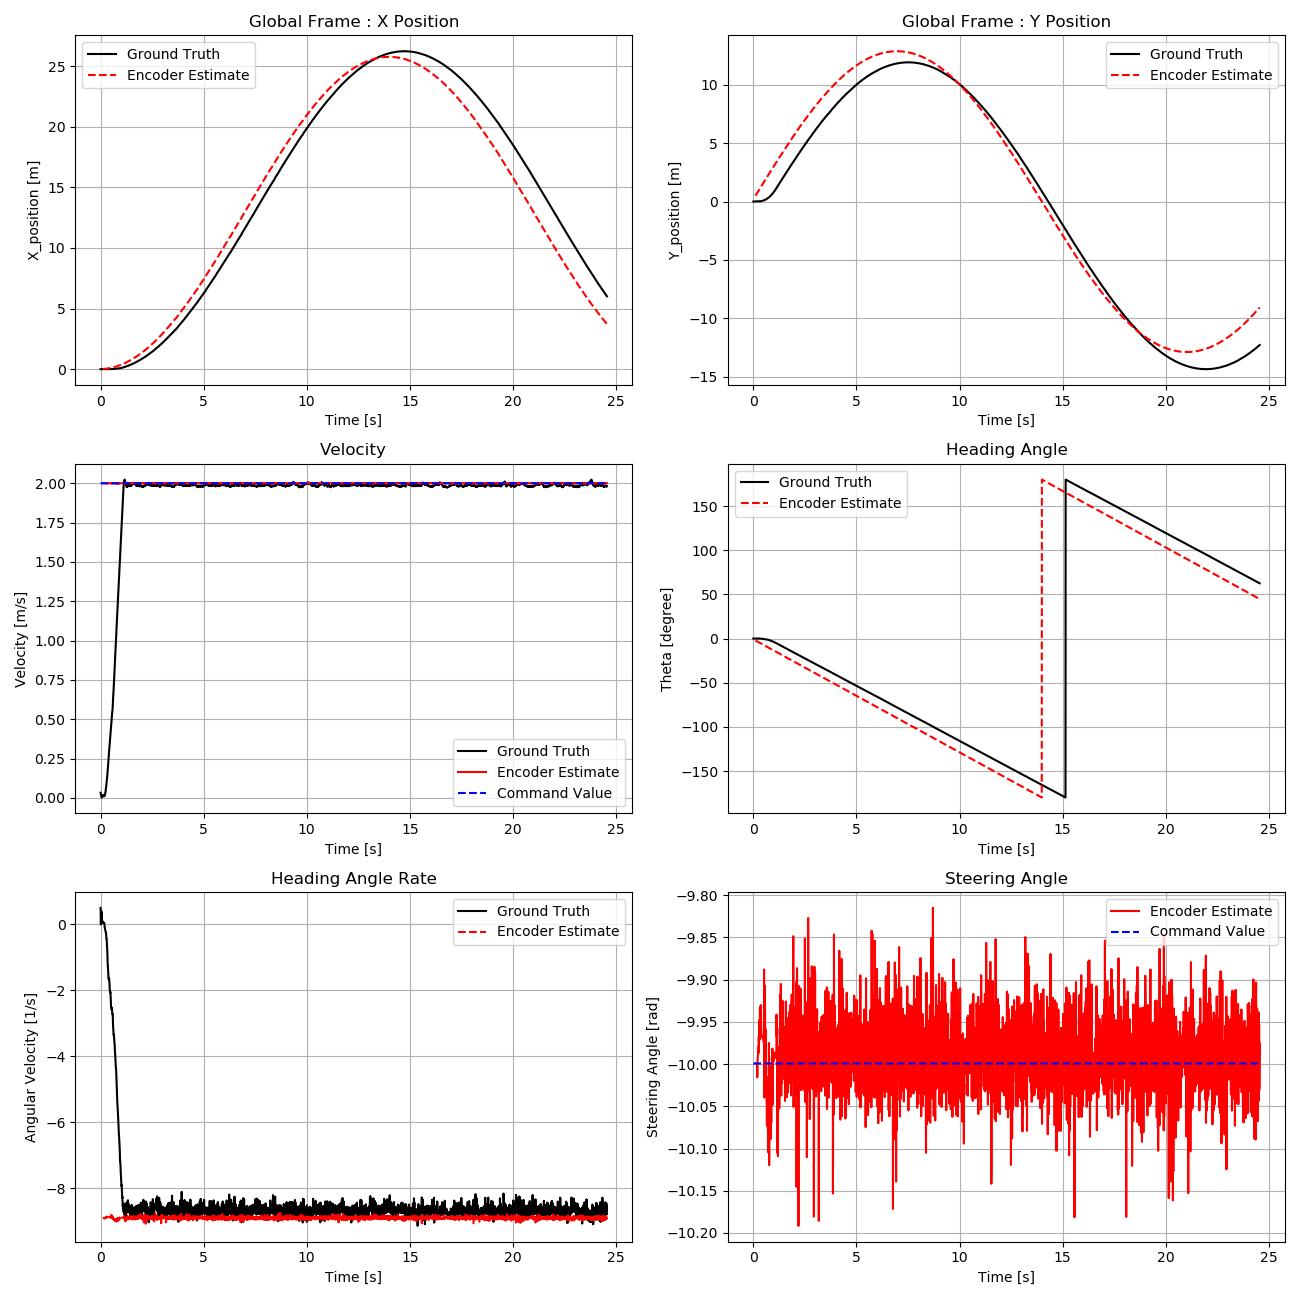 Global Frame : X Position
Ground Truth
Encoder Estimate
25
20
15
10
5
0
X_position [m]
0 5 10 15 20 25
Time [s]
Global Frame : Y Position
Ground Truth
Encoder Estimate
10
5
0
−5
−10
−15
Y_position [m]
0 5 10 15 20 25
Time [s]
Velocity
2.00
1.75
1.50
1.25
1.00
0.75
0.50
0.25
0.00
Velocity [m/s]
Ground Truth
Encoder Estimate
Command Value
0 5 10 15 20 25
Time [s]
Heading Angle
Ground Truth
Encoder Estimate
150
100
50
0
−50
−100
−150
Theta [degree]
0 5 10 15 20 25
Time [s]
Heading Angle Rate
Ground Truth
Encoder Estimate
0
−2
−4
−6
−8
Angular Velocity [1/s]
0 5 10 15 20 25
Time [s]
Steering Angle
Encoder Estimate
Command Value
−9.80
−9.85
−9.90
−9.95
−10.00
−10.05
−10.10
−10.15
−10.20
Steering Angle [rad]
0 5 10 15 20 25
Time [s]